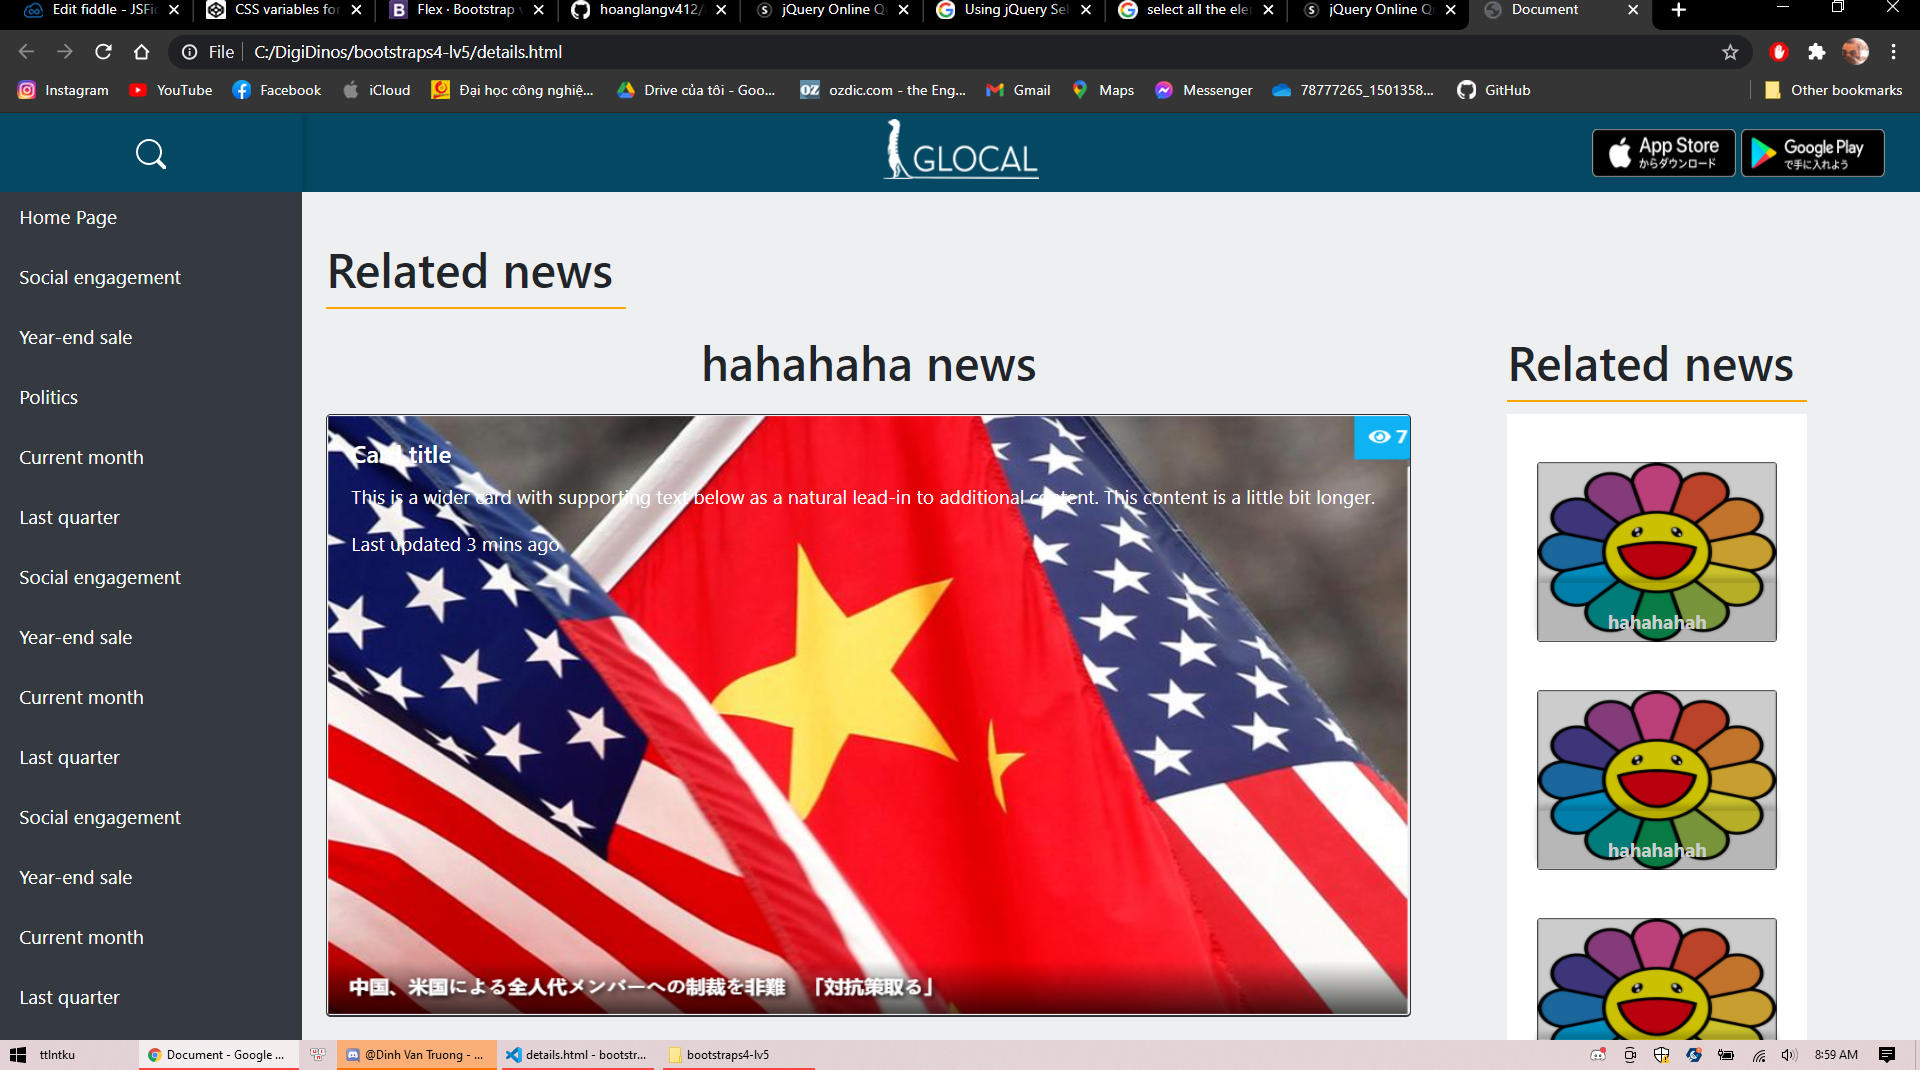 Edit fiddle - JSFi
CSS variables for
Flex · Bootstrap v
hoanglangv412/
jQuery Online Qu
Using jQuery Sel
select all the eler
jQuery Online Qu
Document
File
C:/DigiDinos/bootstraps4-lv5/details.html
Instagram
YouTube
Facebook
iCloud
Đại học công nghiệ...
Drive của tôi - Goo...
OZ
ozdic.com - the Eng...
Gmail
Maps
Messenger
78777265_1501358...
GitHub
Other bookmarks
GLOCAL
App Store
からダウンロード
Google Play
で手に入れよう
Home Page
Social engagement
Year-end sale
Politics
Current month
Last quarter
Social engagement
Year-end sale
Current month
Last quarter
Social engagement
Year-end sale
Current month
Last quarter
Related news
hahahaha news
7
Card title
This is a wider card with supporting text below as a natural lead-in to additional content. This content is a little bit longer.
Last updated 3 mins ago
中国、米国による全人代メンバーへの制裁を非難 「対抗策取る」
Related news
hahahahah
hahahahah
ttlntku
Document - Google ...
@Dinh Van Truong - ...
details.html - bootstr...
bootstraps4-lv5
8:59 AM